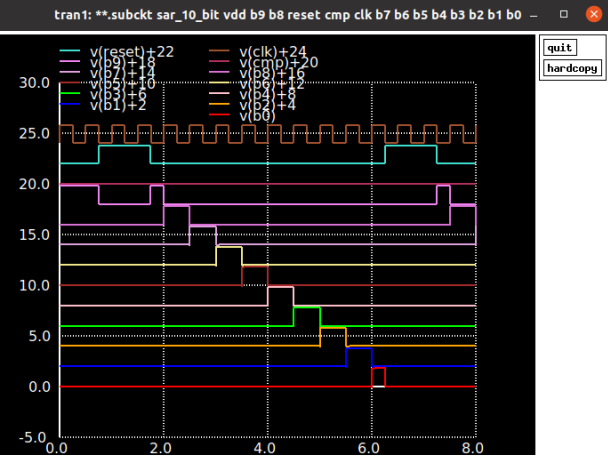 tran1: **.subckt sar_10_bit vdd b9 b8 reset cmp clk b7 b6 b5 b4 b3 b2 b1 b0
quit
hardcopy
v(reset)+22 v(clk)+24
v(b9)+18 v(cmp)+20
v(b7)+14 v(b8)+16
v(b5)+10 v(b6)+12
v(b3)+6 v(b4)+8
v(b1)+2 v(b2)+4
v(b0)
30.0
25.0
20.0
15.0
10.0
5.0
0.0
-5.0
0.0 2.0 4.0 6.0 8.0